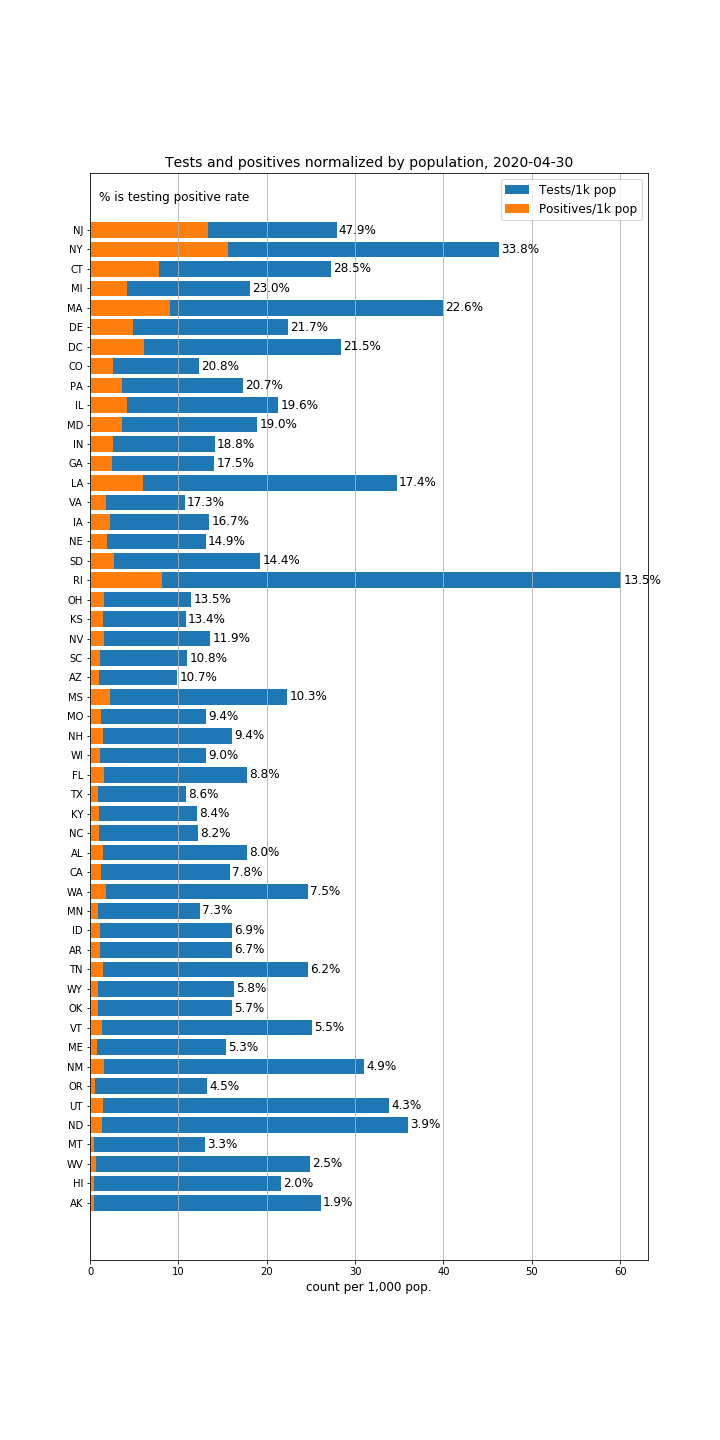 Tests and positives normalized by population, 2020-04-30
% is testing positive rate
Tests/1k pop
Positives/1k pop
NJ 47.9%
NY 33.8%
CT 28.5%
MI 23.0%
MA 22.6%
DE 21.7%
DC 21.5%
CO 20.8%
PA 20.7%
IL 19.6%
MD 19.0%
IN 18.8%
GA 17.5%
LA 17.4%
VA 17.3%
IA 16.7%
NE 14.9%
SD 14.4%
RI 13.5%
OH 13.5%
KS 13.4%
NV 11.9%
SC 10.8%
AZ 10.7%
MS 10.3%
MO 9.4%
NH 9.4%
WI 9.0%
FL 8.8%
TX 8.6%
KY 8.4%
NC 8.2%
AL 8.0%
CA 7.8%
WA 7.5%
MN 7.3%
ID 6.9%
AR 6.7%
TN 6.2%
WY 5.8%
OK 5.7%
VT 5.5%
ME 5.3%
NM 4.9%
OR 4.5%
UT 4.3%
ND 3.9%
MT 3.3%
WV 2.5%
HI 2.0%
AK 1.9%
0 10 20 30 40 50 60
count per 1,000 pop.